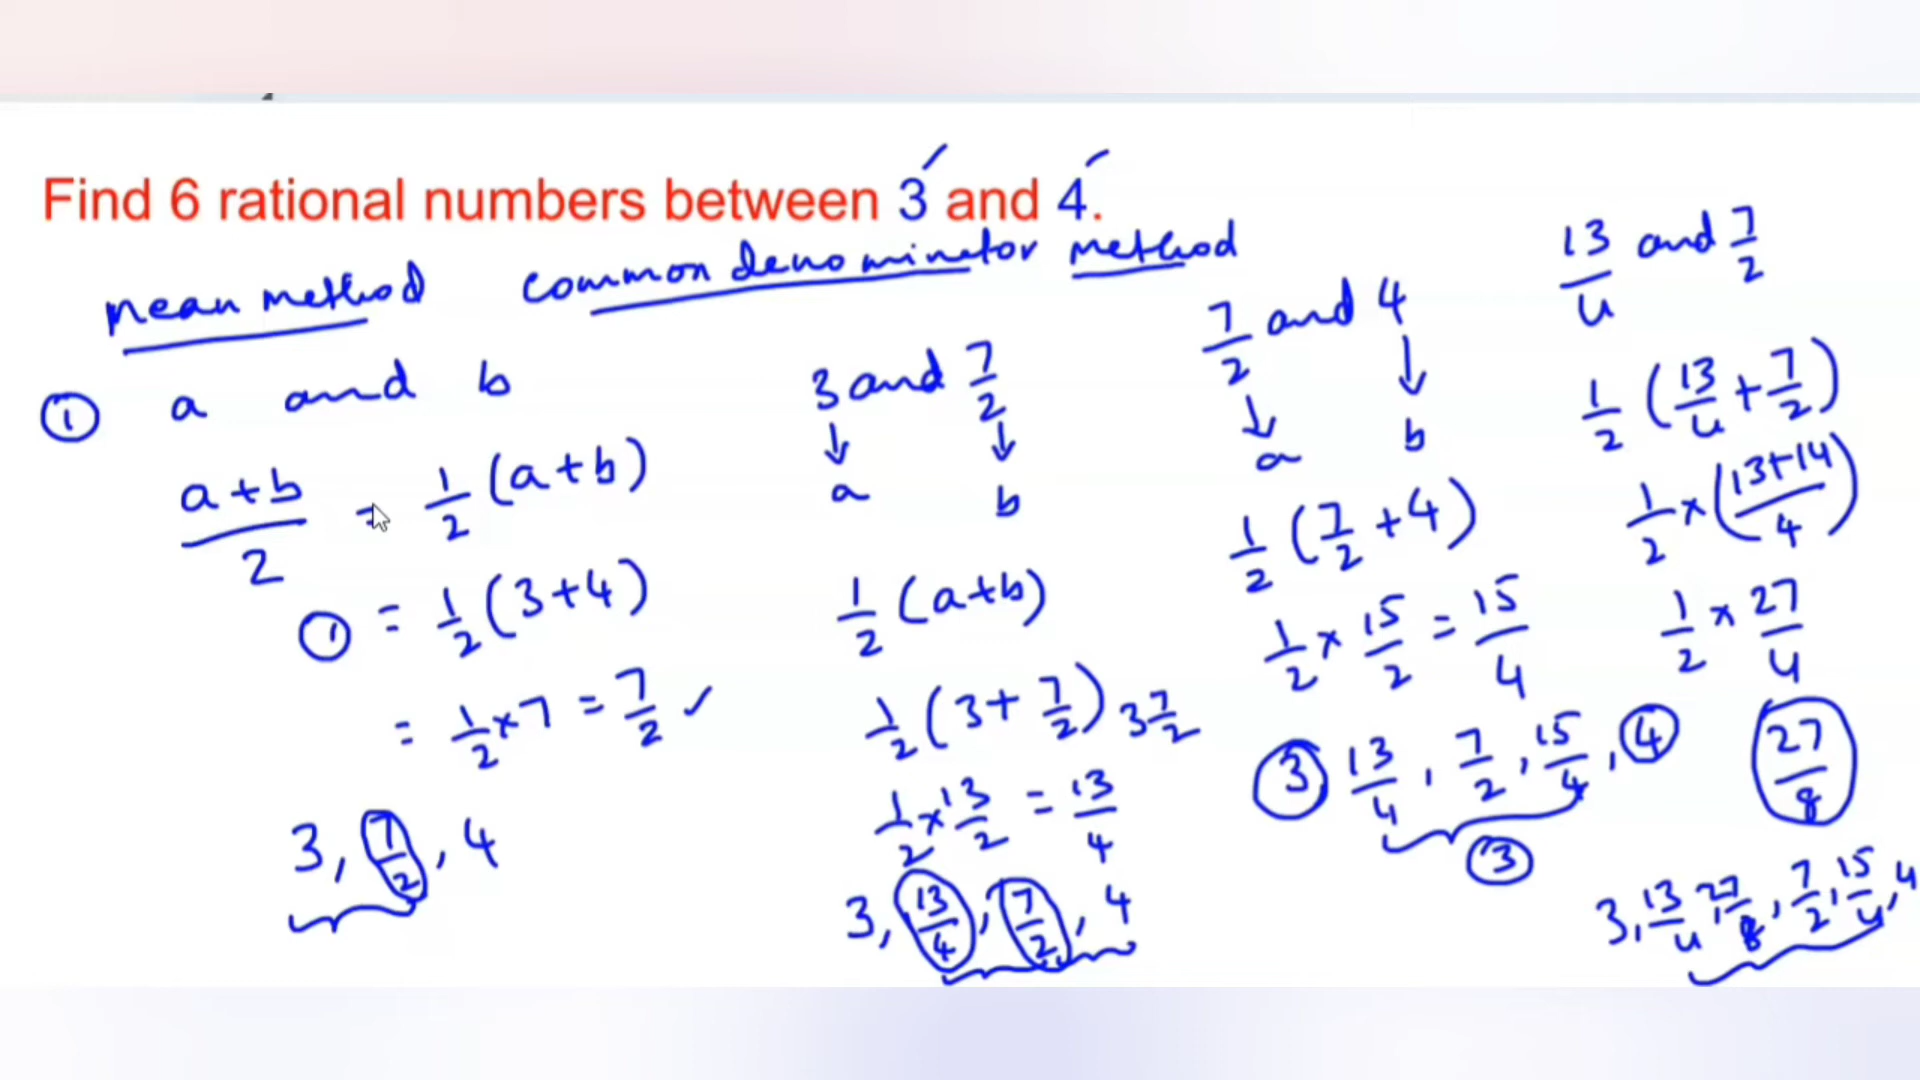 Find 6 rational numbers between 3 and 4.
mean method common denominator method
① a and b
a+b/2 = 1/2 (a+b)
① = 1/2 (3+4)
= 1/2 × 7 = 7/2 ✓
3, 7/2, 4
3 and 7/2
↓ ↓
a b
1/2 (a+b)
1/2 (3 + 7/2) 3 7/2
1/2 × 13/2 = 13/4
3, 13/4, 7/2, 4
7/2 and 4
↓ ↓
a b
1/2 (7/2 + 4)
1/2 × 15/2 = 15/4
③ 13/4, 7/2, 15/4, ④
③
13/4 and 7/2
1/2 (13/4 + 7/2)
1/2 × (13+14/4)
1/2 × 27/4
27/8
3, 13/4, 27/8, 7/2, 15/4, 4